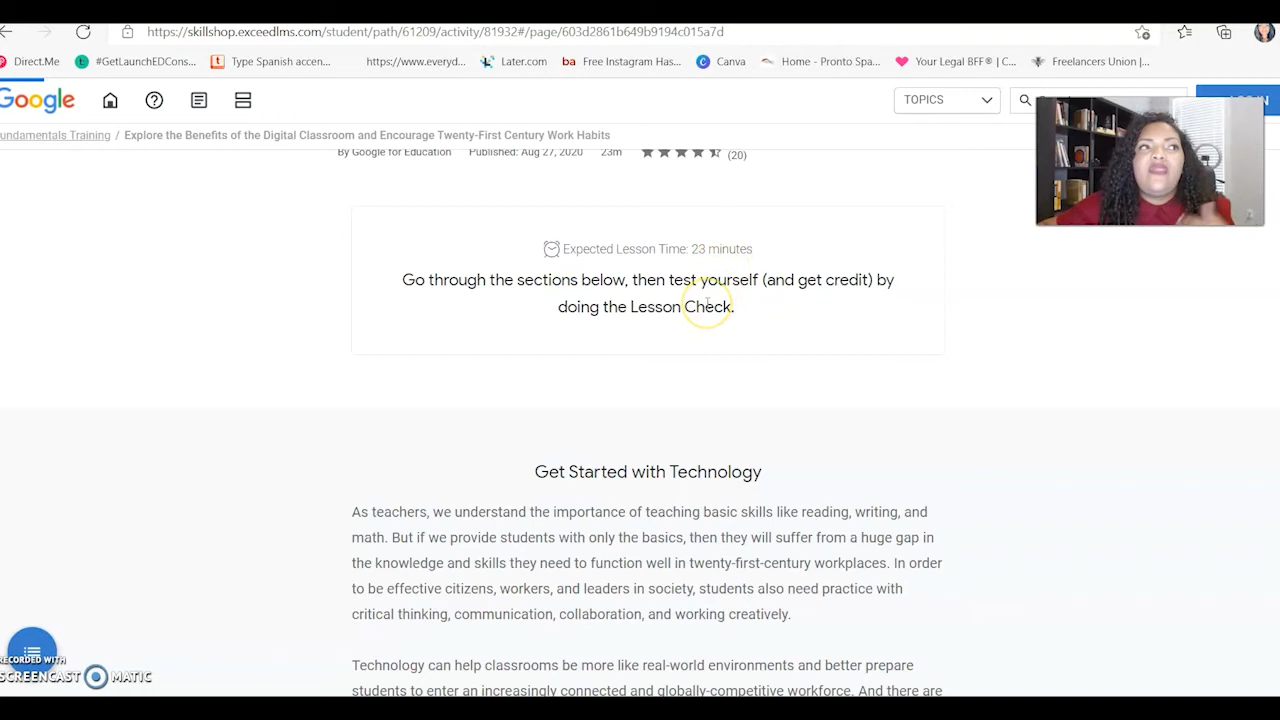 https://skillshop.exceedlms.com/student/path/61209/activity/81932#/page/603d2861b649b9194c015a7d
Direct.Me #GetLaunchEDCons... Type Spanish accen... https://www.everyd... Later.com ba Free Instagram Has... Canva Home - Pronto Spa... Your Legal BFF® | C... Freelancers Union |...
Google TOPICS
undamentals Training / Explore the Benefits of the Digital Classroom and Encourage Twenty-First Century Work Habits
By Google for Education Published: Aug 27, 2020 23m (20)
Expected Lesson Time: 23 minutes
Go through the sections below, then test yourself (and get credit) by
doing the Lesson Check.
Get Started with Technology
As teachers, we understand the importance of teaching basic skills like reading, writing, and
math. But if we provide students with only the basics, then they will suffer from a huge gap in
the knowledge and skills they need to function well in twenty-first-century workplaces. In order
to be effective citizens, workers, and leaders in society, students also need practice with
critical thinking, communication, collaboration, and working creatively.
Technology can help classrooms be more like real-world environments and better prepare
students to enter an increasingly connected and globally-competitive workforce. And there are
RECORDED WITH
SCREENCAST MATIC